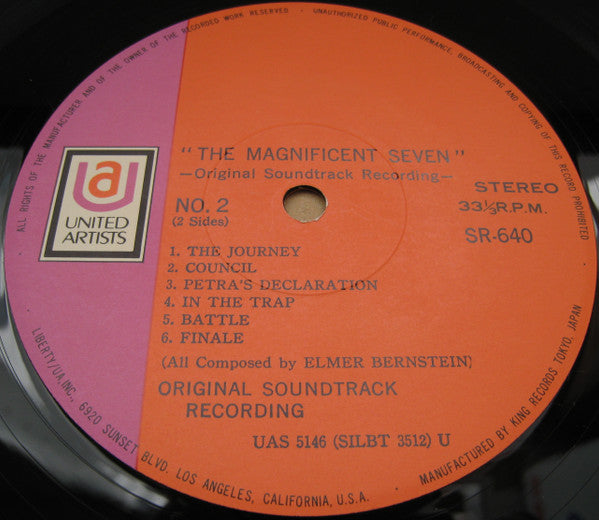 ALL RIGHTS OF THE MANUFACTURER AND OF THE OWNER OF THE RECORDED WORK RESERVED • UNAUTHORIZED PUBLIC PERFORMANCE, BROADCASTING AND COPYING OF THIS RECORD PROHIBITED
"THE MAGNIFICENT SEVEN"
—Original Soundtrack Recording—
ua
UNITED
ARTISTS
NO. 2
(2 Sides)
STEREO
33⅓R.P.M.
SR-640
1. THE JOURNEY
2. COUNCIL
3. PETRA'S DECLARATION
4. IN THE TRAP
5. BATTLE
6. FINALE
(All Composed by ELMER BERNSTEIN)
ORIGINAL SOUNDTRACK
RECORDING
UAS 5146 (SILBT 3512) U
LIBERTY/UA, INC., 6920 SUNSET BLVD. LOS ANGELES, CALIFORNIA, U.S.A. • MANUFACTURED BY KING RECORDS TOKYO, JAPAN